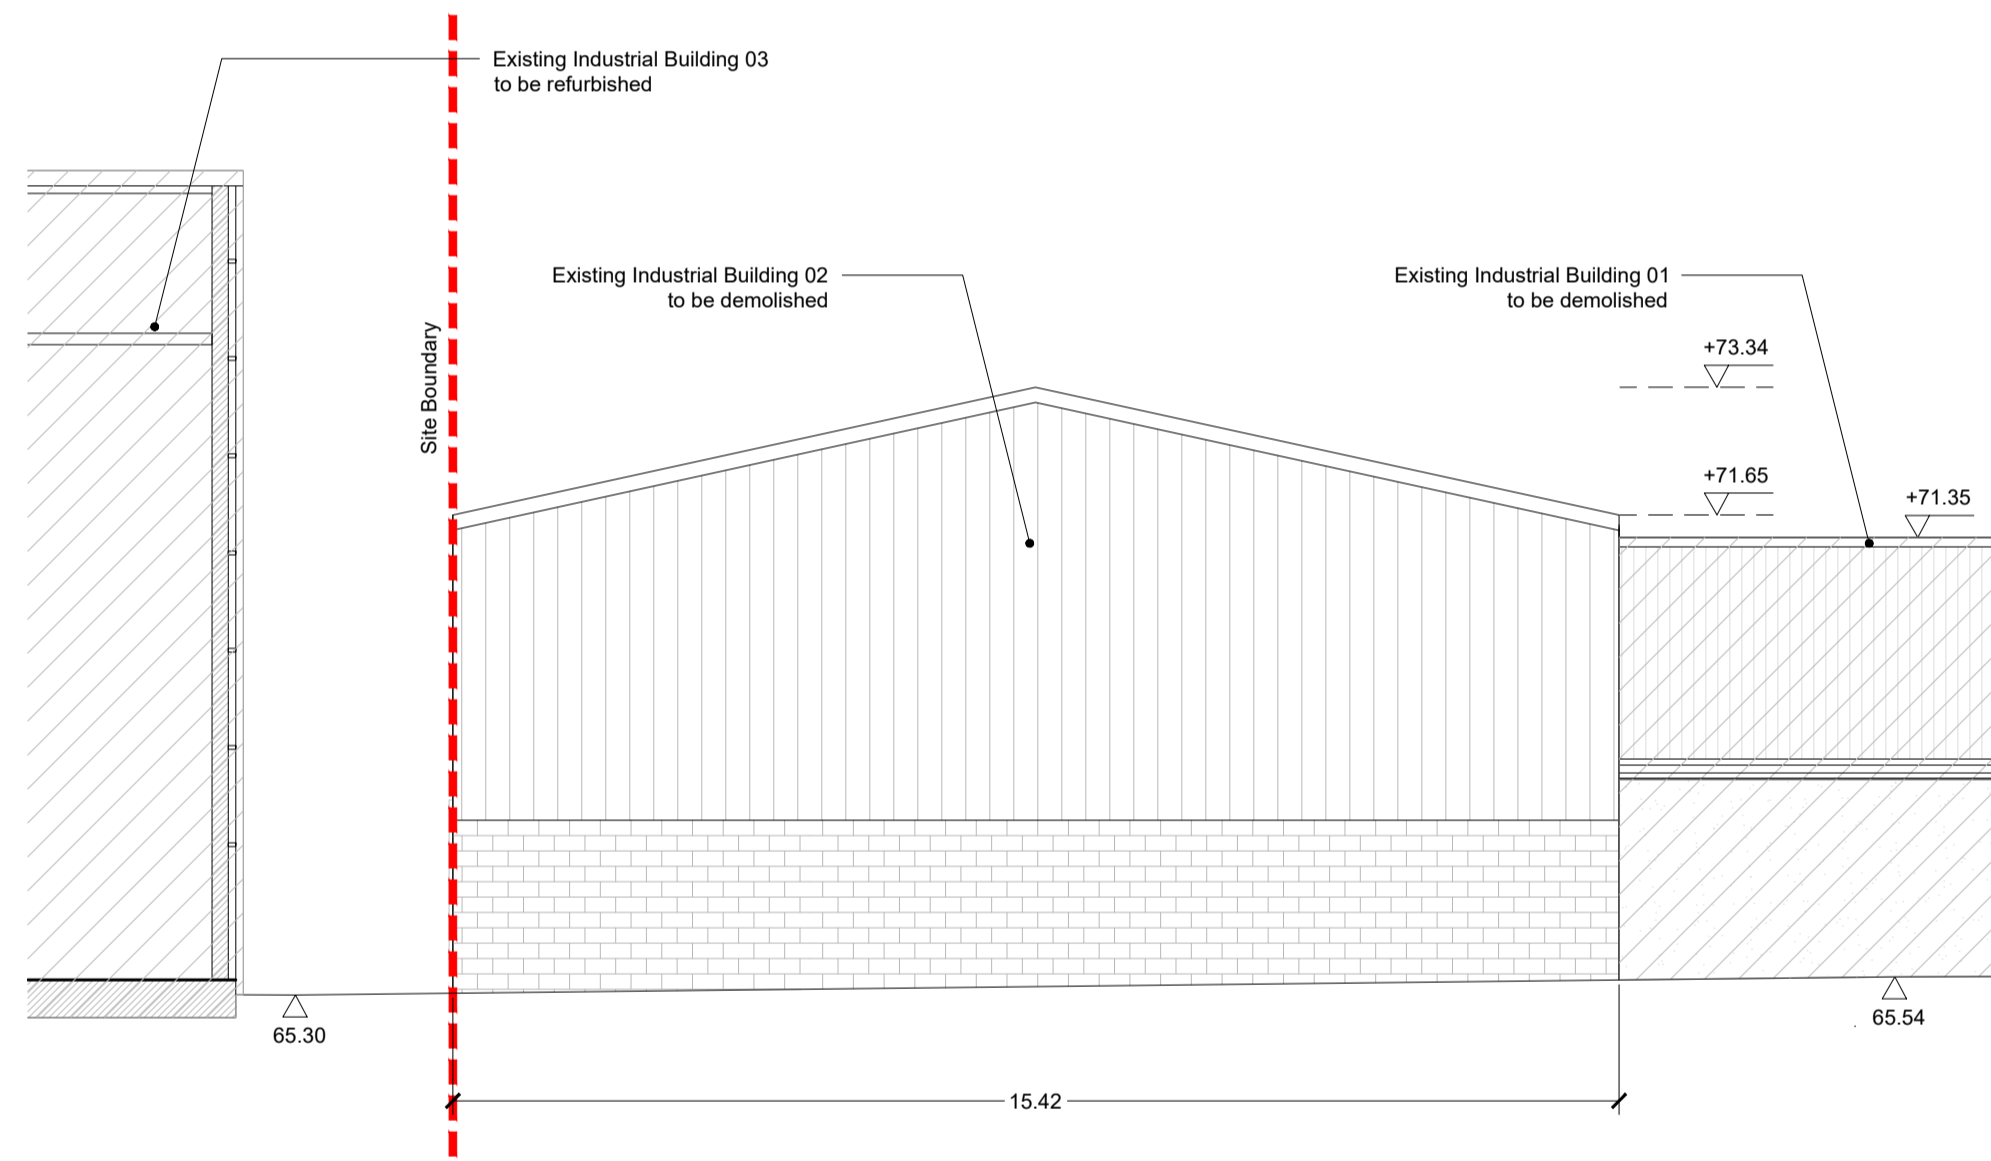 Existing Industrial Building 03
to be refurbished
Existing Industrial Building 02
to be demolished
Existing Industrial Building 01
to be demolished
Site Boundary
+73.34
+71.65
+71.35
65.30
65.54
15.42